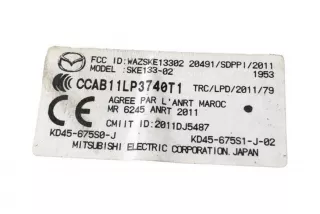 FCC ID:WAZSKE13302 20491/SDPPI/2011
MODEL:SKE133-02 1953
CCAB11LP3740T1 TRC/LPD/2011/79
AGREE PAR L'ANRT MAROC
MR 6245 ANRT 2011
CMIIT ID:2011DJ5487
KD45-675S0-J KD45-675S1-J-02
MITSUBISHI ELECTRIC CORPORATION.JAPAN